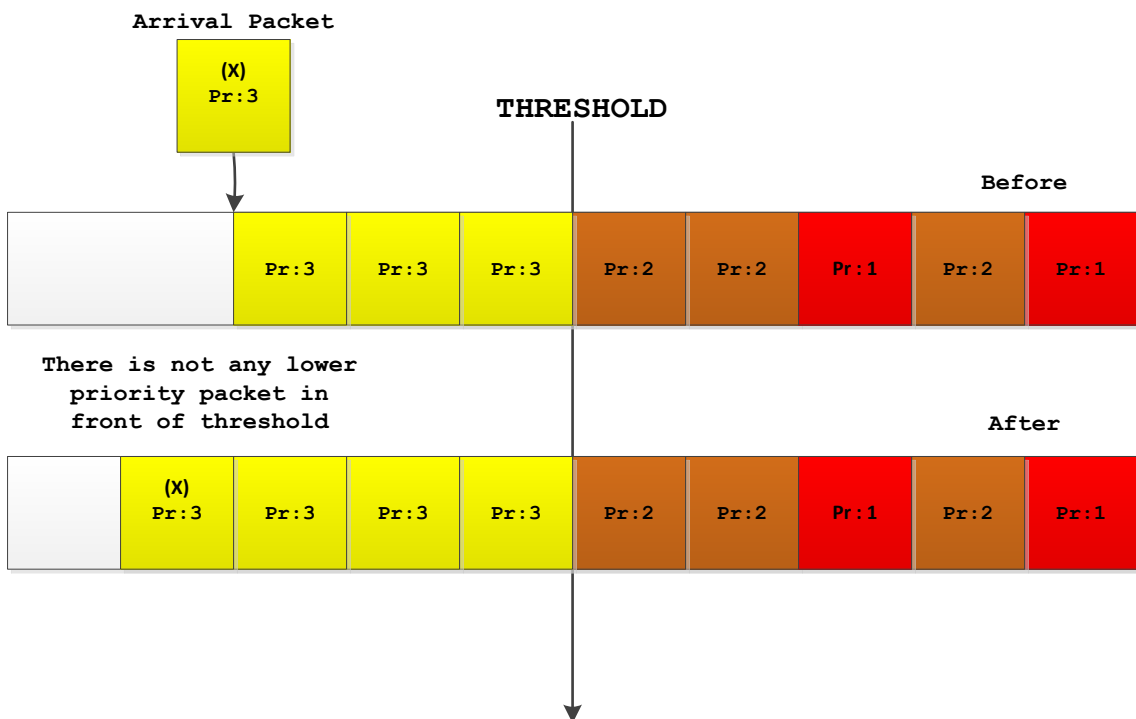 Arrival Packet
(X)
Pr:3
THRESHOLD
Before
Pr:3 Pr:3 Pr:3 Pr:2 Pr:2 Pr:1 Pr:2 Pr:1
There is not any lower
priority packet in
front of threshold
After
(X)
Pr:3 Pr:3 Pr:3 Pr:3 Pr:2 Pr:2 Pr:1 Pr:2 Pr:1